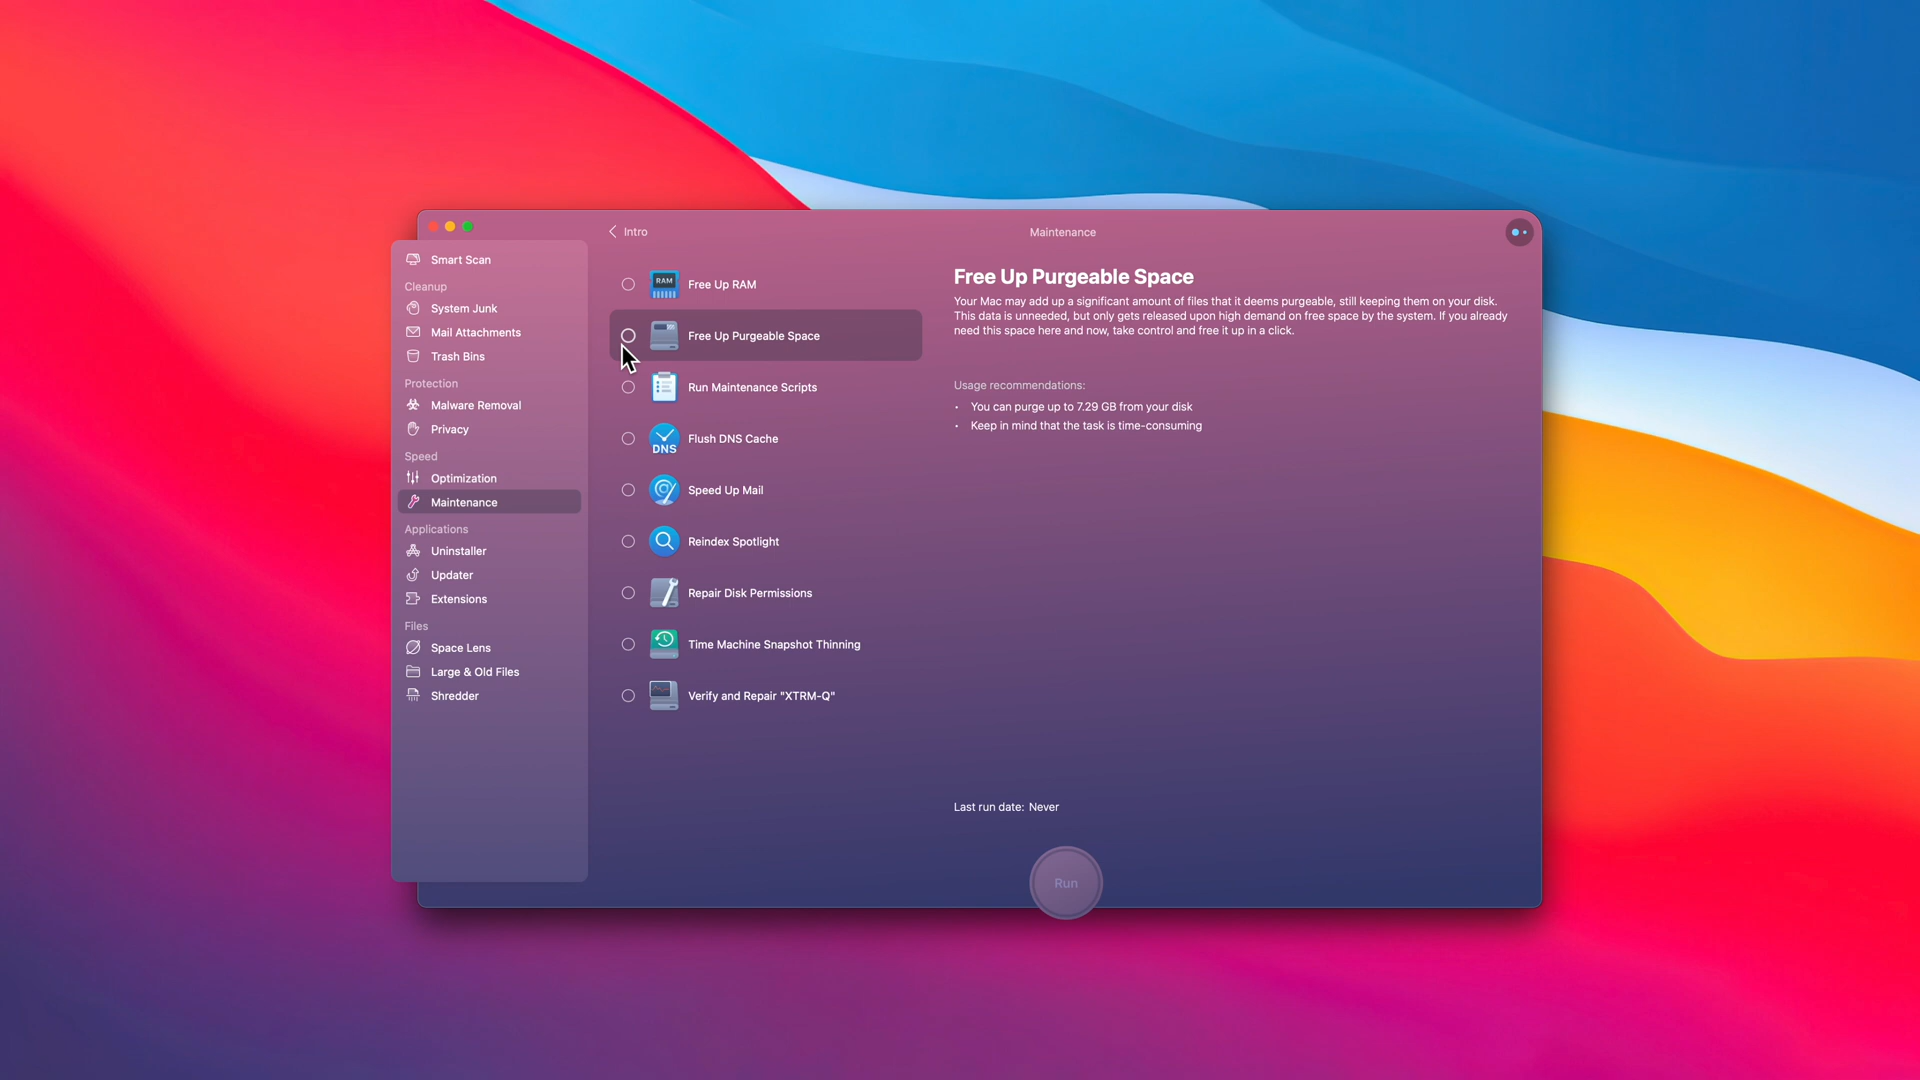 Intro
Maintenance
Smart Scan
Cleanup
System Junk
Mail Attachments
Trash Bins
Protection
Malware Removal
Privacy
Speed
Optimization
Maintenance
Applications
Uninstaller
Updater
Extensions
Files
Space Lens
Large & Old Files
Shredder
RAM
Free Up RAM
Free Up Purgeable Space
Run Maintenance Scripts
DNS
Flush DNS Cache
Speed Up Mail
Reindex Spotlight
Repair Disk Permissions
Time Machine Snapshot Thinning
Verify and Repair "XTRM-Q"
Free Up Purgeable Space
Your Mac may add up a significant amount of files that it deems purgeable, still keeping them on your disk.
This data is unneeded, but only gets released upon high demand on free space by the system. If you already
need this space here and now, take control and free it up in a click.
Usage recommendations:
• You can purge up to 7.29 GB from your disk
• Keep in mind that the task is time-consuming
Last run date: Never
Run